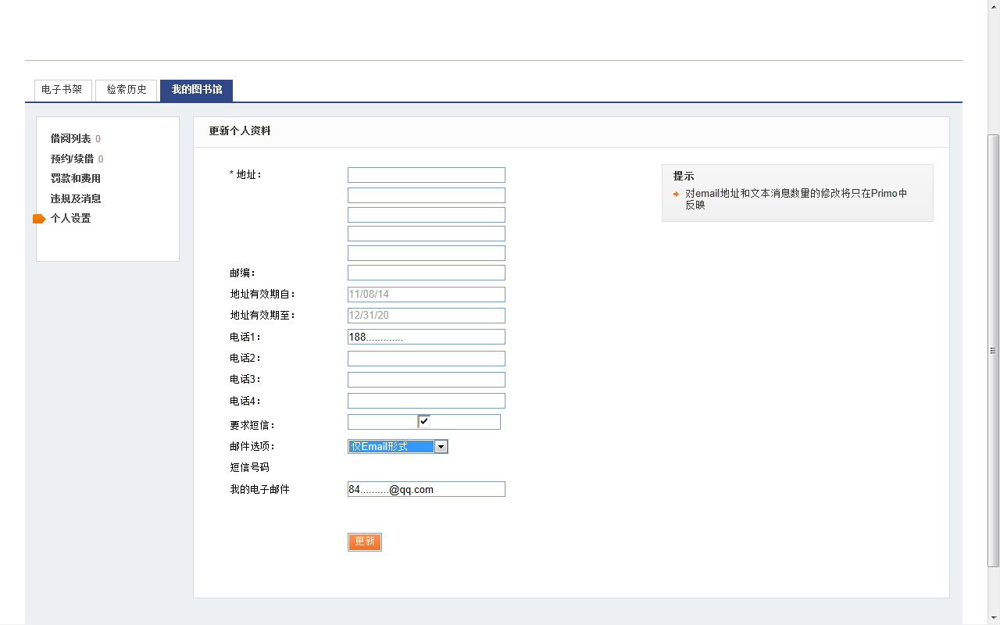 电子书架 检索历史 我的图书馆
借阅列表 0
预约/续借 0
罚款和费用
违规及消息
个人设置
更新个人资料
* 地址：
邮编：
地址有效期自： 11/08/14
地址有效期至： 12/31/20
电话1： 188.............
电话2：
电话3：
电话4：
要求短信：
邮件选项： 仅Email形式
短信号码
我的电子邮件 84..........@qq.com
更新
提示
对email地址和文本消息数量的修改将只在Primo中
反映